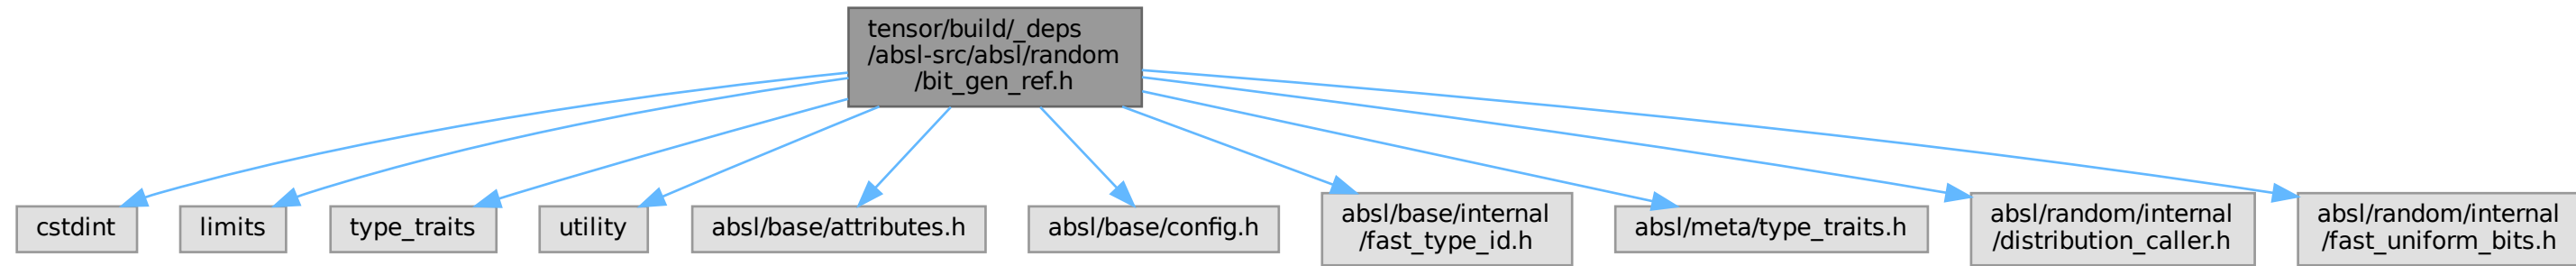 tensor/build/_deps
/absl-src/absl/random
/bit_gen_ref.h
cstdint
limits
type_traits
utility
absl/base/attributes.h
absl/base/config.h
absl/base/internal
/fast_type_id.h
absl/meta/type_traits.h
absl/random/internal
/distribution_caller.h
absl/random/internal
/fast_uniform_bits.h